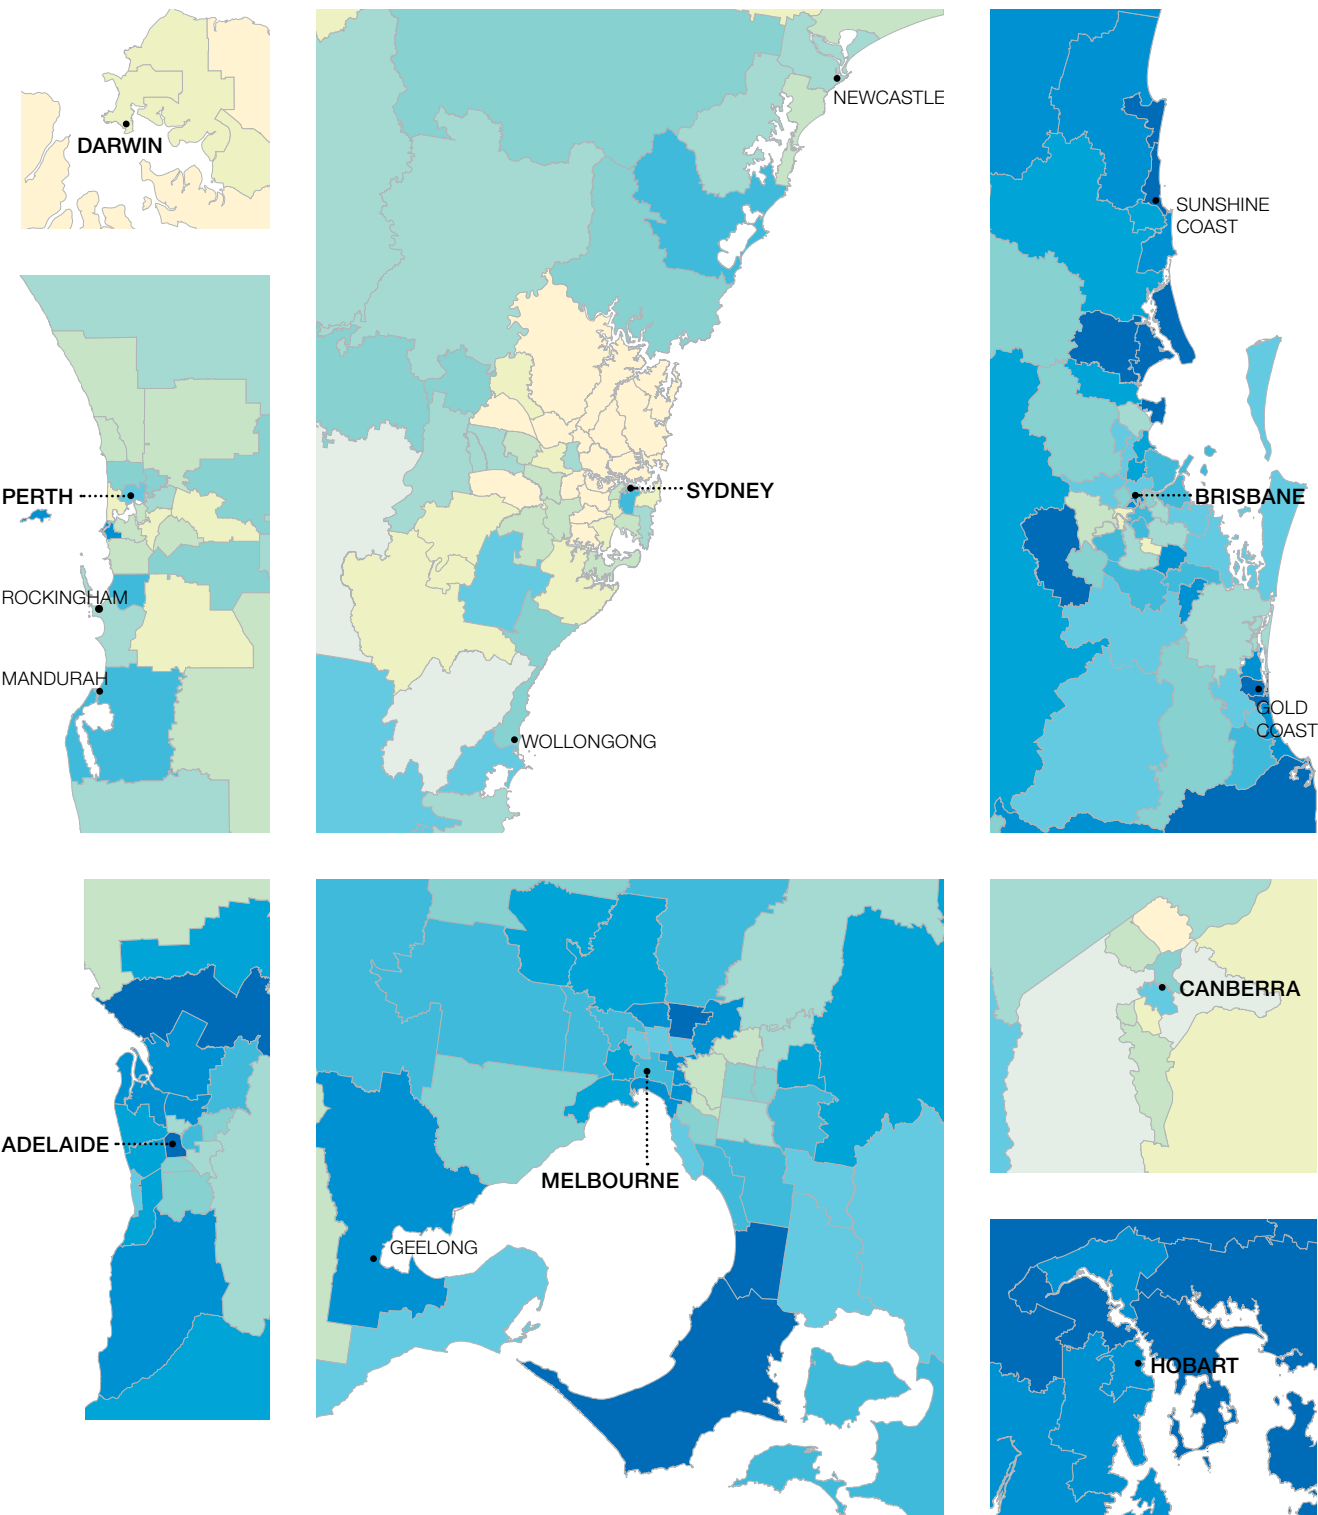 DARWIN
NEWCASTLE
SUNSHINE
COAST
PERTH
SYDNEY
BRISBANE
ROCKINGHAM
MANDURAH
WOLLONGONG
GOLD
COAST
CANBERRA
ADELAIDE
MELBOURNE
GEELONG
HOBART